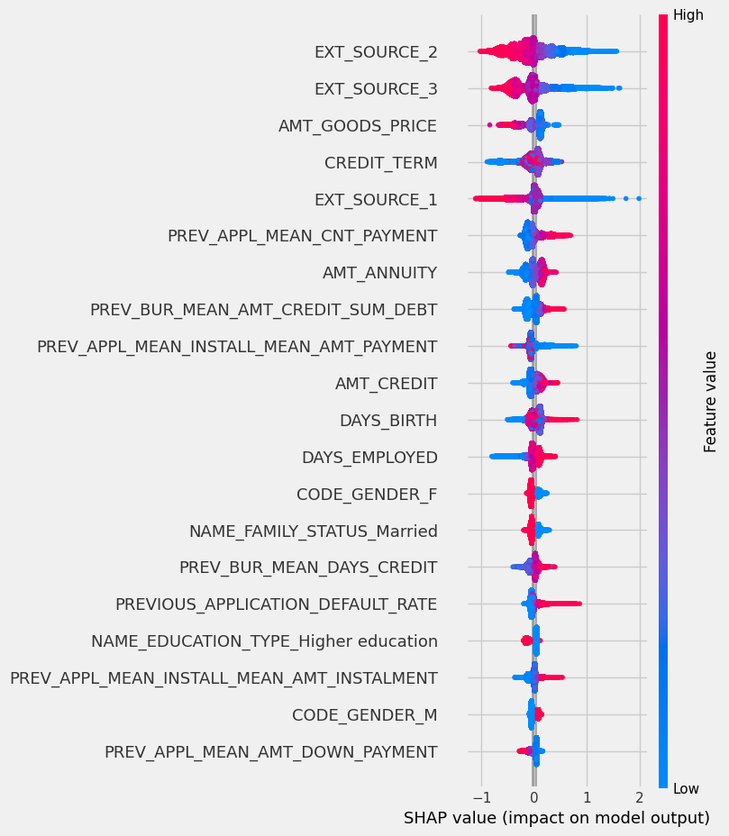 High
EXT_SOURCE_2
EXT_SOURCE_3
AMT_GOODS_PRICE
CREDIT_TERM
EXT_SOURCE_1
PREV_APPL_MEAN_CNT_PAYMENT
AMT_ANNUITY
PREV_BUR_MEAN_AMT_CREDIT_SUM_DEBT
PREV_APPL_MEAN_INSTALL_MEAN_AMT_PAYMENT
AMT_CREDIT
DAYS_BIRTH
DAYS_EMPLOYED
CODE_GENDER_F
NAME_FAMILY_STATUS_Married
PREV_BUR_MEAN_DAYS_CREDIT
PREVIOUS_APPLICATION_DEFAULT_RATE
NAME_EDUCATION_TYPE_Higher education
PREV_APPL_MEAN_INSTALL_MEAN_AMT_INSTALMENT
CODE_GENDER_M
PREV_APPL_MEAN_AMT_DOWN_PAYMENT
Feature value
Low
−1 0 1 2
SHAP value (impact on model output)